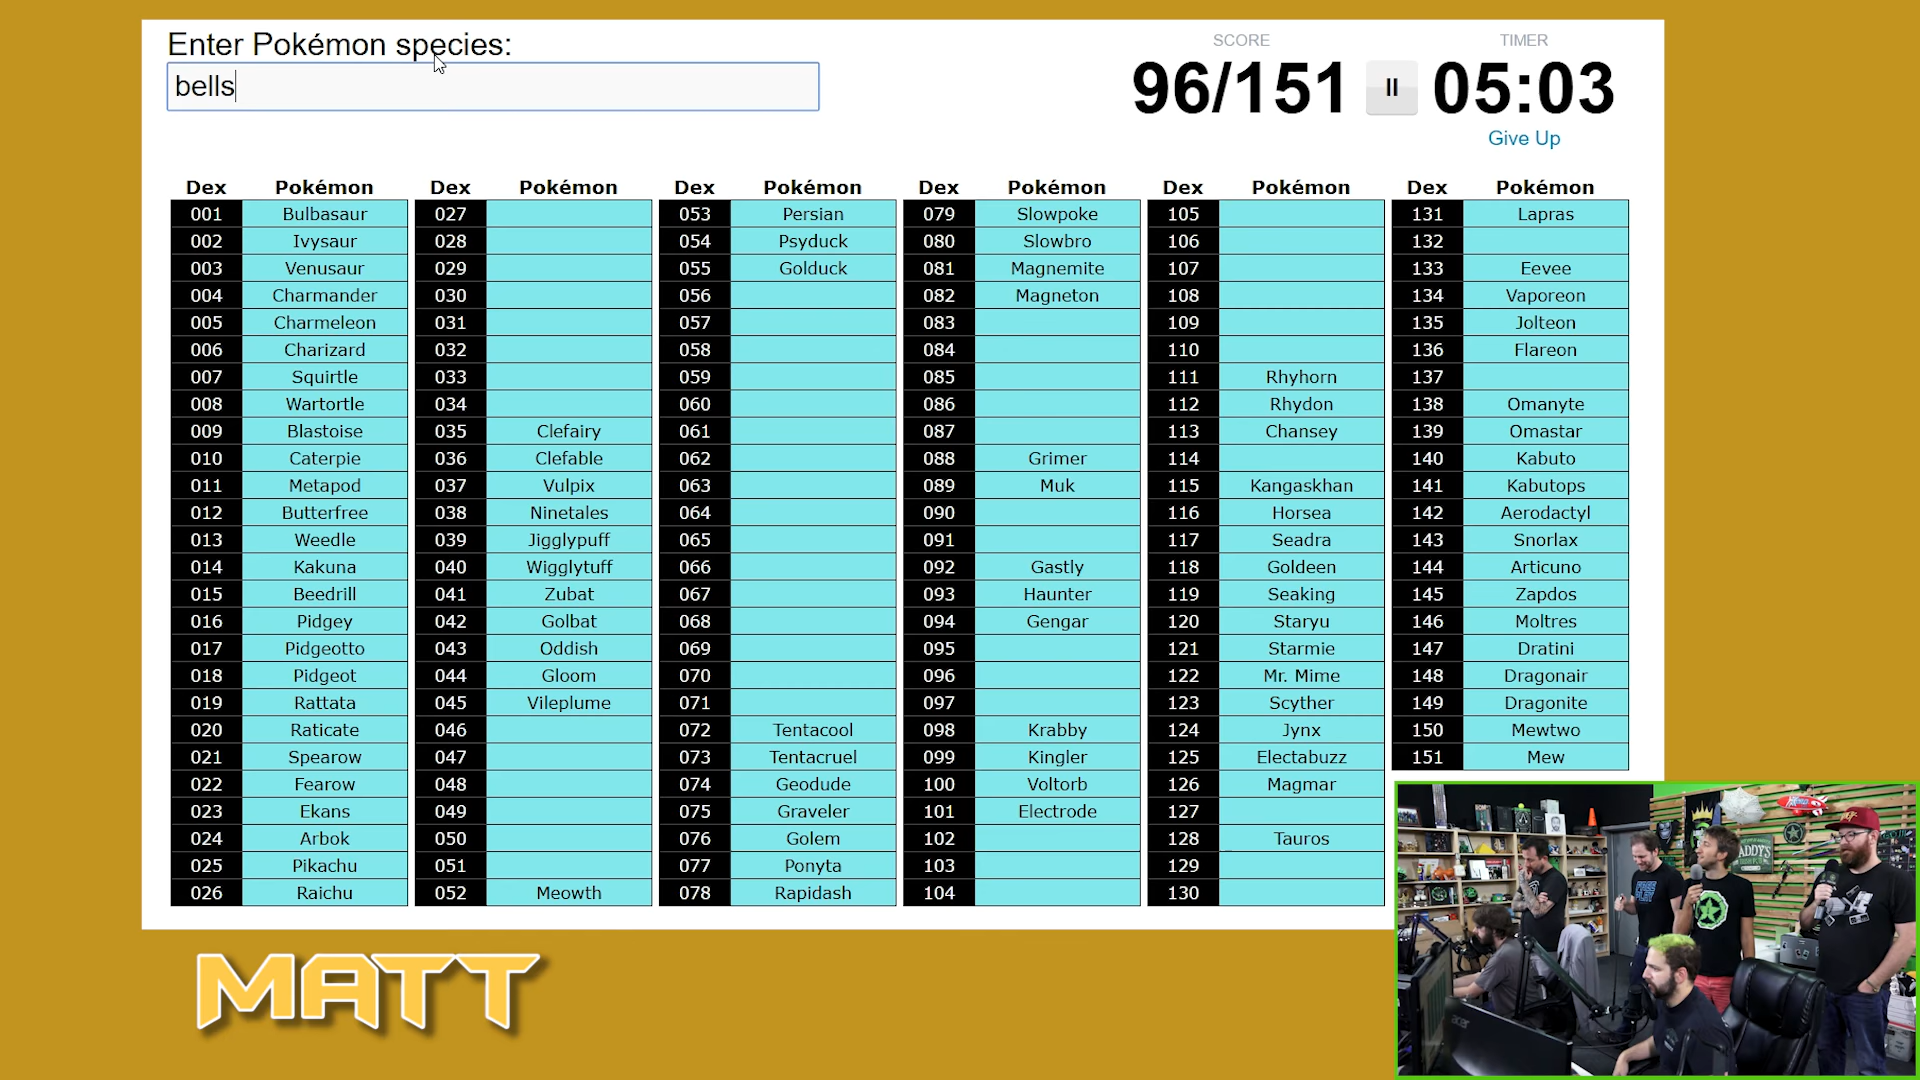 Enter Pokémon species:
bells
SCORE
96/151
TIMER
05:03
Give Up
Dex Pokémon Dex Pokémon Dex Pokémon Dex Pokémon Dex Pokémon Dex Pokémon
001 Bulbasaur 027 053 Persian 079 Slowpoke 105 131 Lapras
002 Ivysaur 028 054 Psyduck 080 Slowbro 106 132
003 Venusaur 029 055 Golduck 081 Magnemite 107 133 Eevee
004 Charmander 030 056 082 Magneton 108 134 Vaporeon
005 Charmeleon 031 057 083 109 135 Jolteon
006 Charizard 032 058 084 110 136 Flareon
007 Squirtle 033 059 085 111 Rhyhorn 137
008 Wartortle 034 060 086 112 Rhydon 138 Omanyte
009 Blastoise 035 Clefairy 061 087 113 Chansey 139 Omastar
010 Caterpie 036 Clefable 062 088 Grimer 114 140 Kabuto
011 Metapod 037 Vulpix 063 089 Muk 115 Kangaskhan 141 Kabutops
012 Butterfree 038 Ninetales 064 090 116 Horsea 142 Aerodactyl
013 Weedle 039 Jigglypuff 065 091 117 Seadra 143 Snorlax
014 Kakuna 040 Wigglytuff 066 092 Gastly 118 Goldeen 144 Articuno
015 Beedrill 041 Zubat 067 093 Haunter 119 Seaking 145 Zapdos
016 Pidgey 042 Golbat 068 094 Gengar 120 Staryu 146 Moltres
017 Pidgeotto 043 Oddish 069 095 121 Starmie 147 Dratini
018 Pidgeot 044 Gloom 070 096 122 Mr. Mime 148 Dragonair
019 Rattata 045 Vileplume 071 097 123 Scyther 149 Dragonite
020 Raticate 046 072 Tentacool 098 Krabby 124 Jynx 150 Mewtwo
021 Spearow 047 073 Tentacruel 099 Kingler 125 Electabuzz 151 Mew
022 Fearow 048 074 Geodude 100 Voltorb 126 Magmar
023 Ekans 049 075 Graveler 101 Electrode 127
024 Arbok 050 076 Golem 102 128 Tauros
025 Pikachu 051 077 Ponyta 103 129
026 Raichu 052 Meowth 078 Rapidash 104 130
MATT